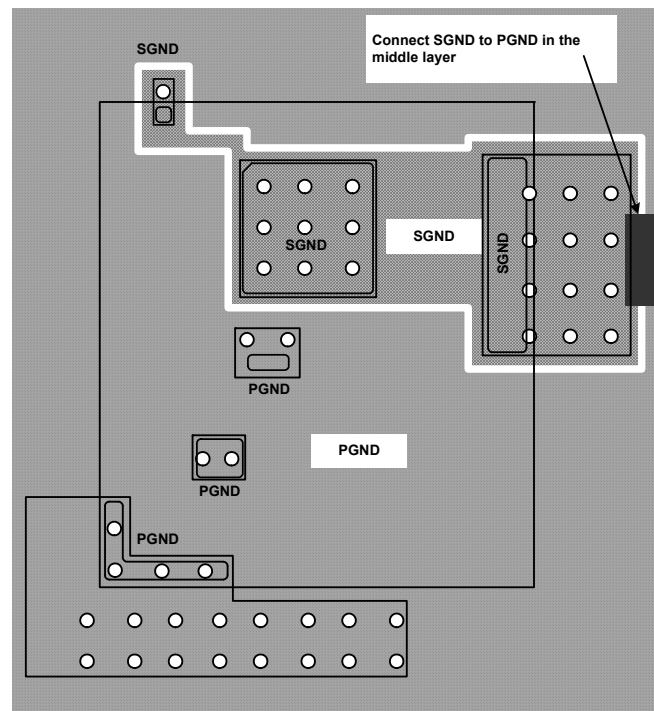 SGND
Connect SGND to PGND in the
middle layer
SGND
SGND
SGND
PGND
PGND
PGND
PGND